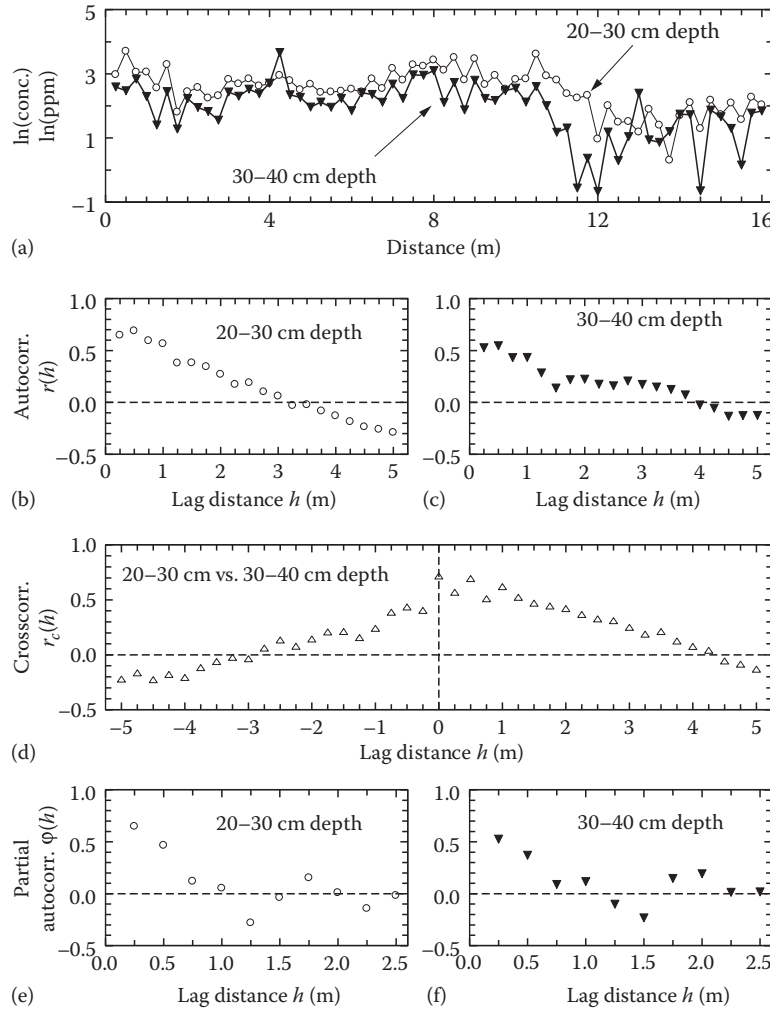 ln(conc.)
ln(ppm)
5
3
1
−1
20–30 cm depth
30–40 cm depth
0
4
8
12
16
(a)
Distance (m)
Autocorr.
r(h)
1.0
0.5
0.0
−0.5
20–30 cm depth
0
1
2
3
4
5
(b)
Lag distance h (m)
1.0
0.5
0.0
−0.5
30–40 cm depth
0
1
2
3
4
5
(c)
Lag distance h (m)
Crosscorr.
r_c(h)
1.0
0.5
0.0
−0.5
20–30 cm vs. 30–40 cm depth
−5
−4
−3
−2
−1
0
1
2
3
4
5
(d)
Lag distance h (m)
Partial
autocorr. φ(h)
1.0
0.5
0.0
−0.5
20–30 cm depth
0.0
0.5
1.0
1.5
2.0
2.5
(e)
Lag distance h (m)
1.0
0.5
0.0
−0.5
30–40 cm depth
0.0
0.5
1.0
1.5
2.0
2.5
(f)
Lag distance h (m)